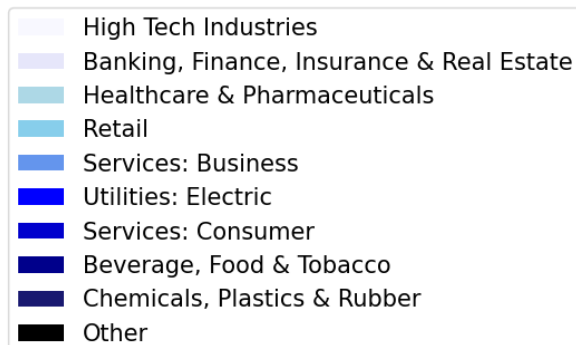 High Tech Industries
Banking, Finance, Insurance & Real Estate
Healthcare & Pharmaceuticals
Retail
Services: Business
Utilities: Electric
Services: Consumer
Beverage, Food & Tobacco
Chemicals, Plastics & Rubber
Other